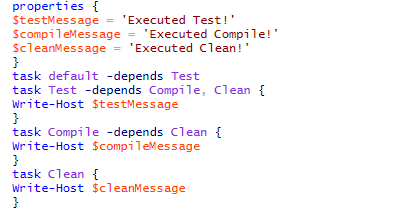 properties {
$testMessage = 'Executed Test!'
$compileMessage = 'Executed Compile!'
$cleanMessage = 'Executed Clean!'
}
task default -depends Test
task Test -depends Compile, Clean {
Write-Host $testMessage
}
task Compile -depends Clean {
Write-Host $compileMessage
}
task Clean {
Write-Host $cleanMessage
}